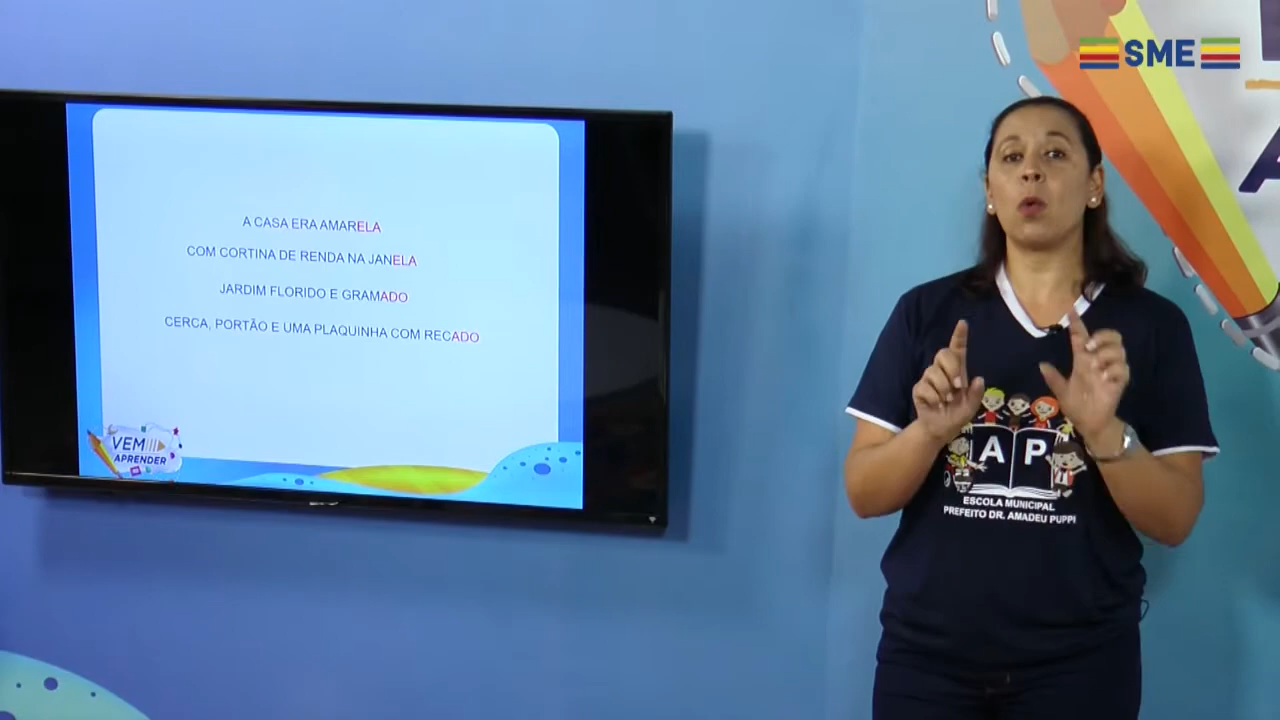 SME
A CASA ERA AMARELA
COM CORTINA DE RENDA NA JANELA
JARDIM FLORIDO E GRAMADO
CERCA, PORTÃO E UMA PLAQUINHA COM RECADO
VEM
APRENDER
A P
ESCOLA MUNICIPAL
PREFEITO DR. AMADEU PUPPI